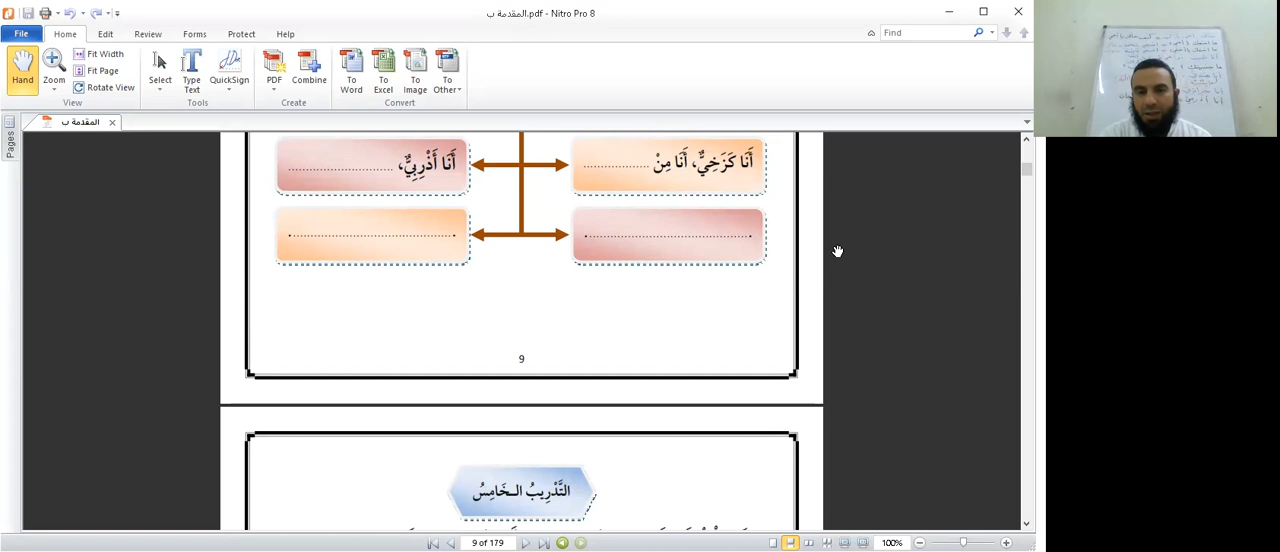 المقدمة ب.pdf - Nitro Pro 8
File Home Edit Review Forms Protect Help
Find
Hand
Zoom
Fit Width
Fit Page
Rotate View
View
Select
Type Text
QuickSign
Tools
PDF
Combine
Create
To Word
To Excel
To Image
To Other
Convert
المقدمة ب
Pages
أَنَا كَرَخِيٌّ، أَنَا مِنْ ...................
أَنَا أَذْرِبِيٌّ، ..............................
9
التَّدْرِيبُ الـخَامِسُ
9 of 179
100%